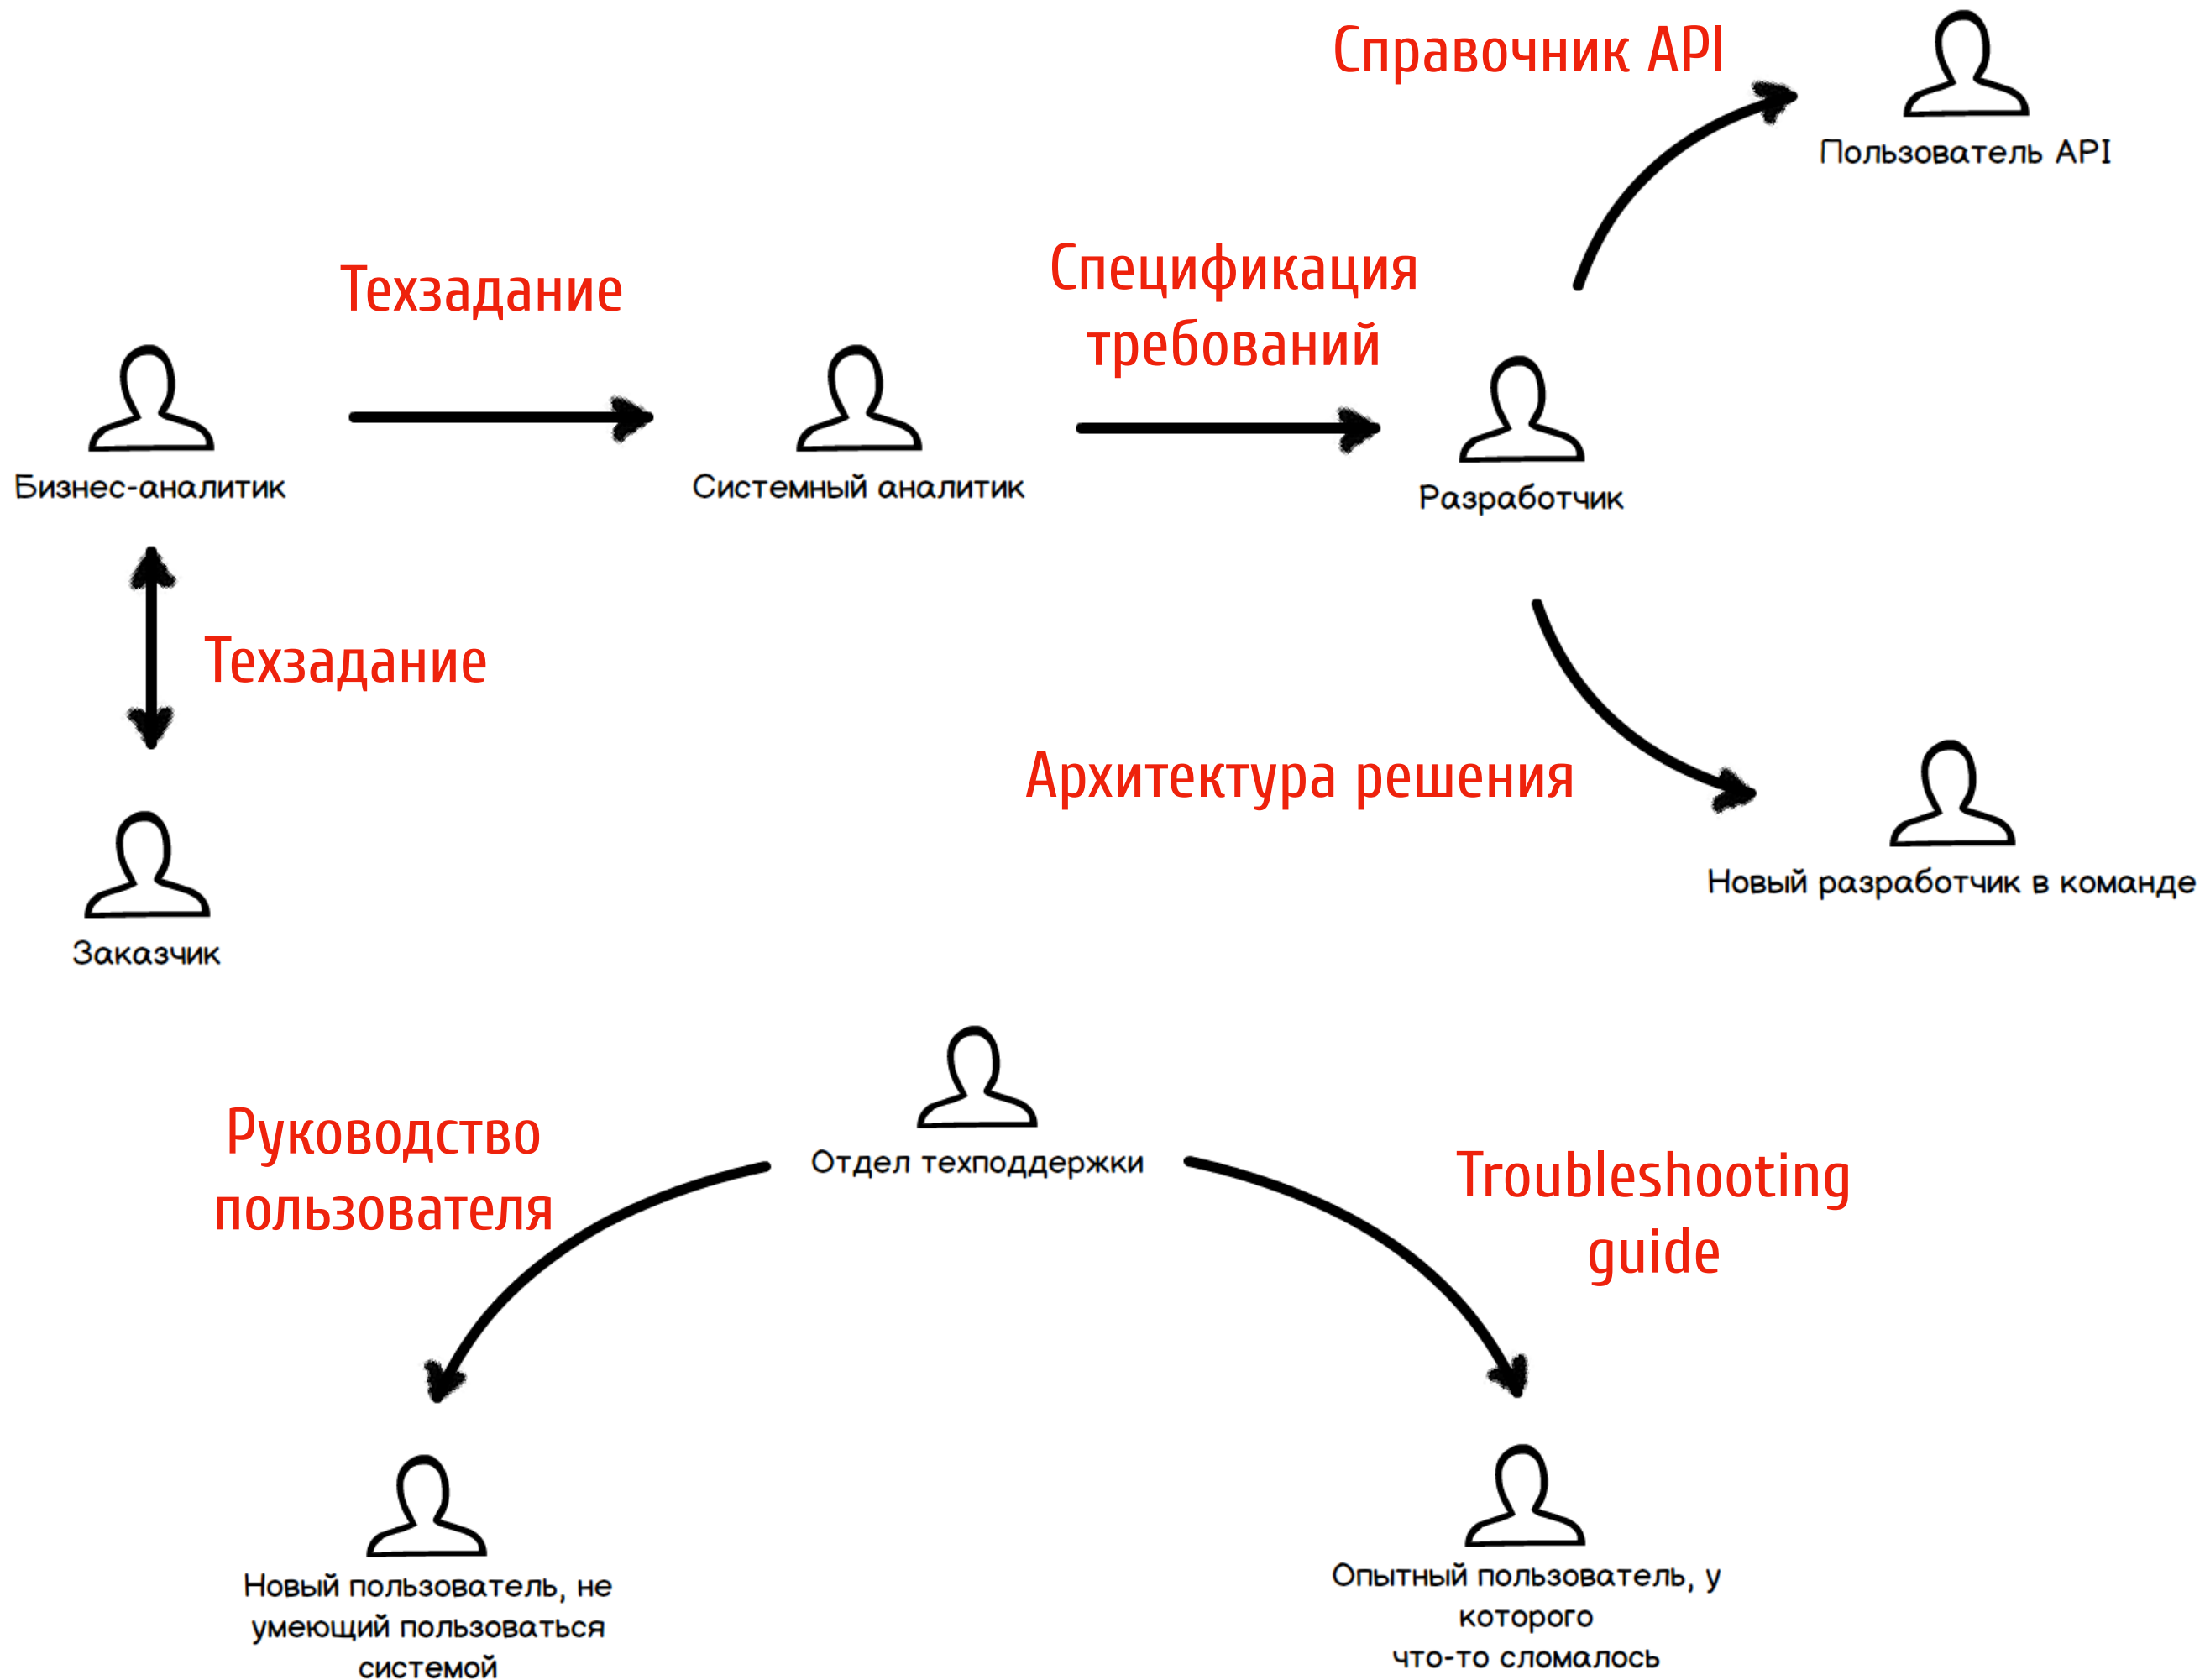 Справочник API
Пользователь API
Техзадание
Спецификация
требований
Бизнес-аналитик
Системный аналитик
Разработчик
Техзадание
Архитектура решения
Новый разработчик в команде
Заказчик
Отдел техподдержки
Руководство
пользователя
Troubleshooting
guide
Новый пользователь, не
умеющий пользоваться
системой
Опытный пользователь, у
которого
что-то сломалось